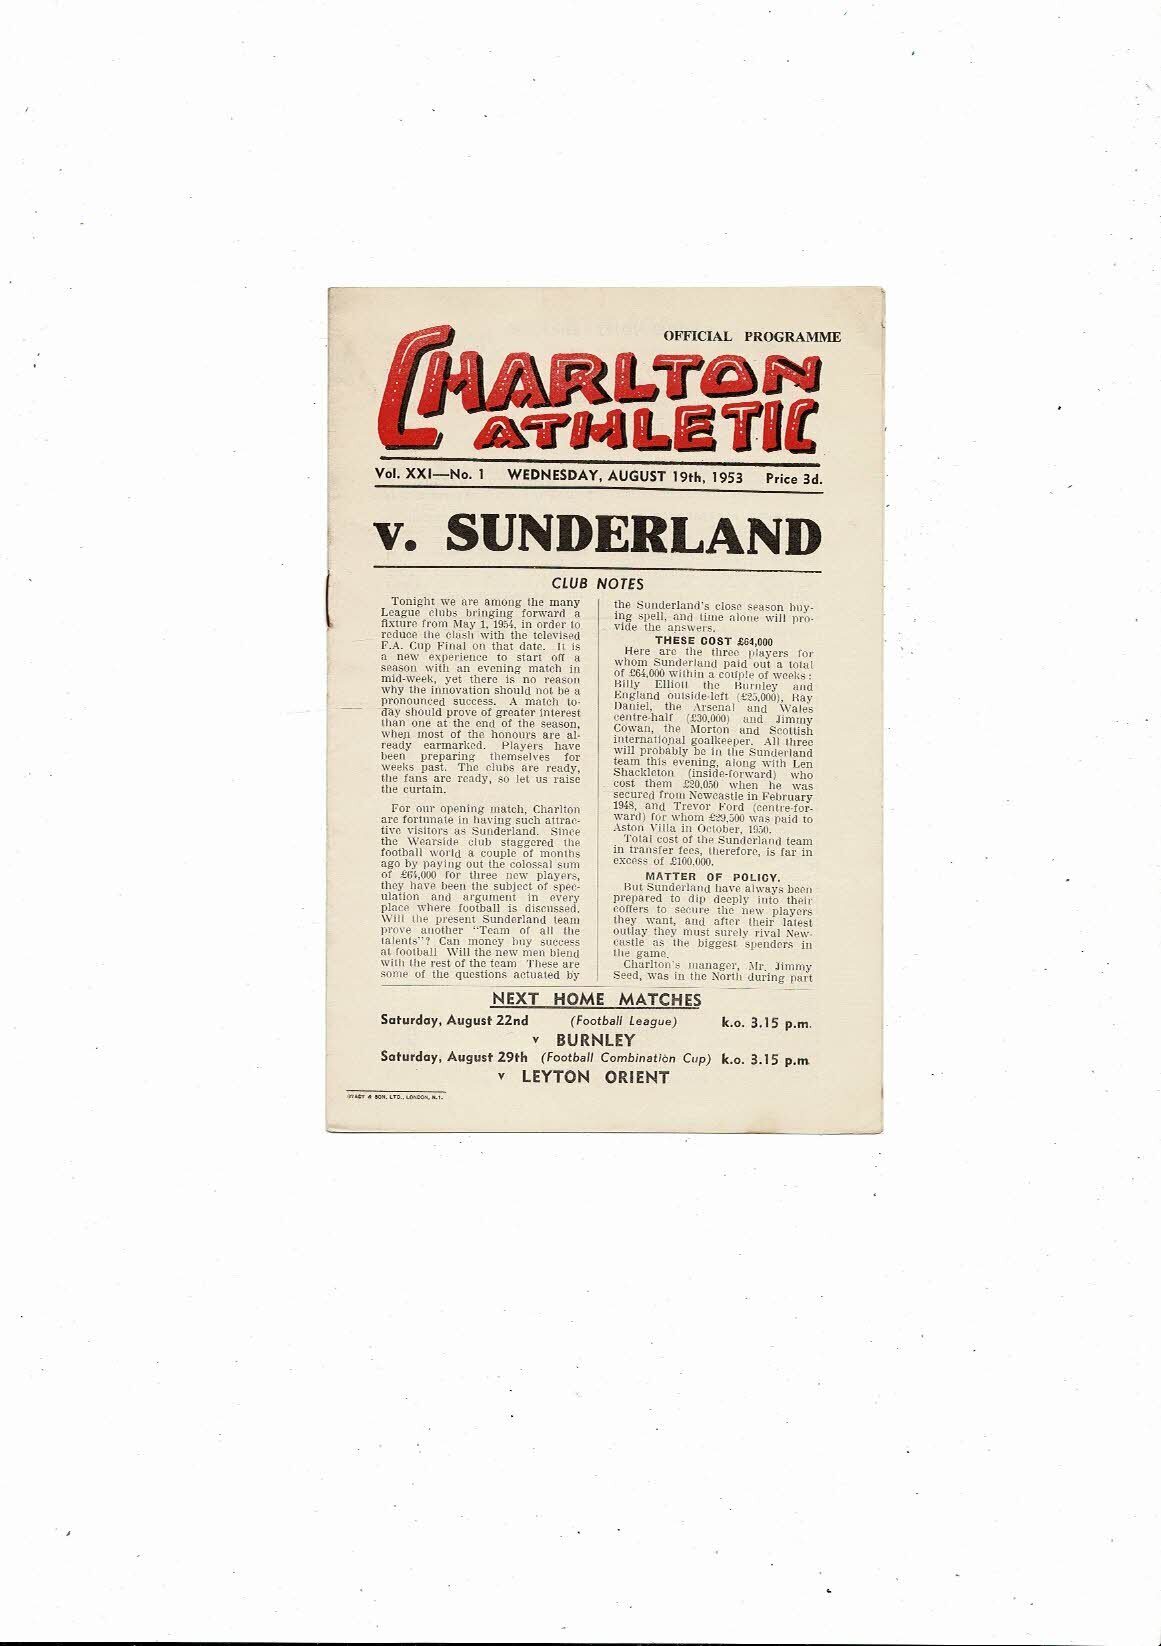 OFFICIAL PROGRAMME
CHARLTON
ATHLETIC
Vol. XXI—No. 1 WEDNESDAY, AUGUST 19th, 1953 Price 3d.
v. SUNDERLAND
CLUB NOTES
Tonight we are among the many
League clubs bringing forward a
fixture from May 1, 1954, in order to
reduce the clash with the televised
F.A. Cup Final on that date. It is
a new experience to start off a
season with an evening match in
mid-week, yet there is no reason
why the innovation should not be a
pronounced success. A match to-
day should prove of greater interest
than one at the end of the season,
when most of the honours are al-
ready earmarked. Players have
been preparing themselves for
weeks past. The clubs are ready,
the fans are ready, so let us raise
the curtain.
For our opening match, Charlton
are fortunate in having such attrac-
tive visitors as Sunderland. Since
the Wearside club staggered the
football world a couple of months
ago by paying out the colossal sum
of £64,000 for three new players,
they have been the subject of spec-
ulation and argument in every
place where football is discussed.
Will the present Sunderland team
prove another "Team of all the
talents"? Can money buy success
at football Will the new men blend
with the rest of the team These are
some of the questions actuated by
the Sunderland's close season buy-
ing spell, and time alone will pro-
vide the answers.
THESE COST £64,000
Here are the three players for
whom Sunderland paid out a total
of £64,000 within a couple of weeks :
Billy Elliott the Burnley and
England outside-left (£25,000), Ray
Daniel, the Arsenal and Wales
centre-half (£30,000) and Jimmy
Cowan, the Morton and Scottish
international goalkeeper. All three
will probably be in the Sunderland
team this evening, along with Len
Shackleton (inside-forward) who
cost them £20,050 when he was
secured from Newcastle in February
1948, and Trevor Ford (centre-for-
ward) for whom £29,500 was paid to
Aston Villa in October, 1950.
Total cost of the Sunderland team
in transfer fees, therefore, is far in
excess of £100,000.
MATTER OF POLICY.
But Sunderland have always been
prepared to dip deeply into their
coffers to secure the new players
they want, and after their latest
outlay they must surely rival New-
castle as the biggest spenders in
the game.
Charlton's manager, Mr. Jimmy
Seed, was in the North during part
NEXT HOME MATCHES
Saturday, August 22nd (Football League) k.o. 3.15 p.m.
v BURNLEY
Saturday, August 29th (Football Combination Cup) k.o. 3.15 p.m
v LEYTON ORIENT
& SON, LTD., LONDON, N.1.